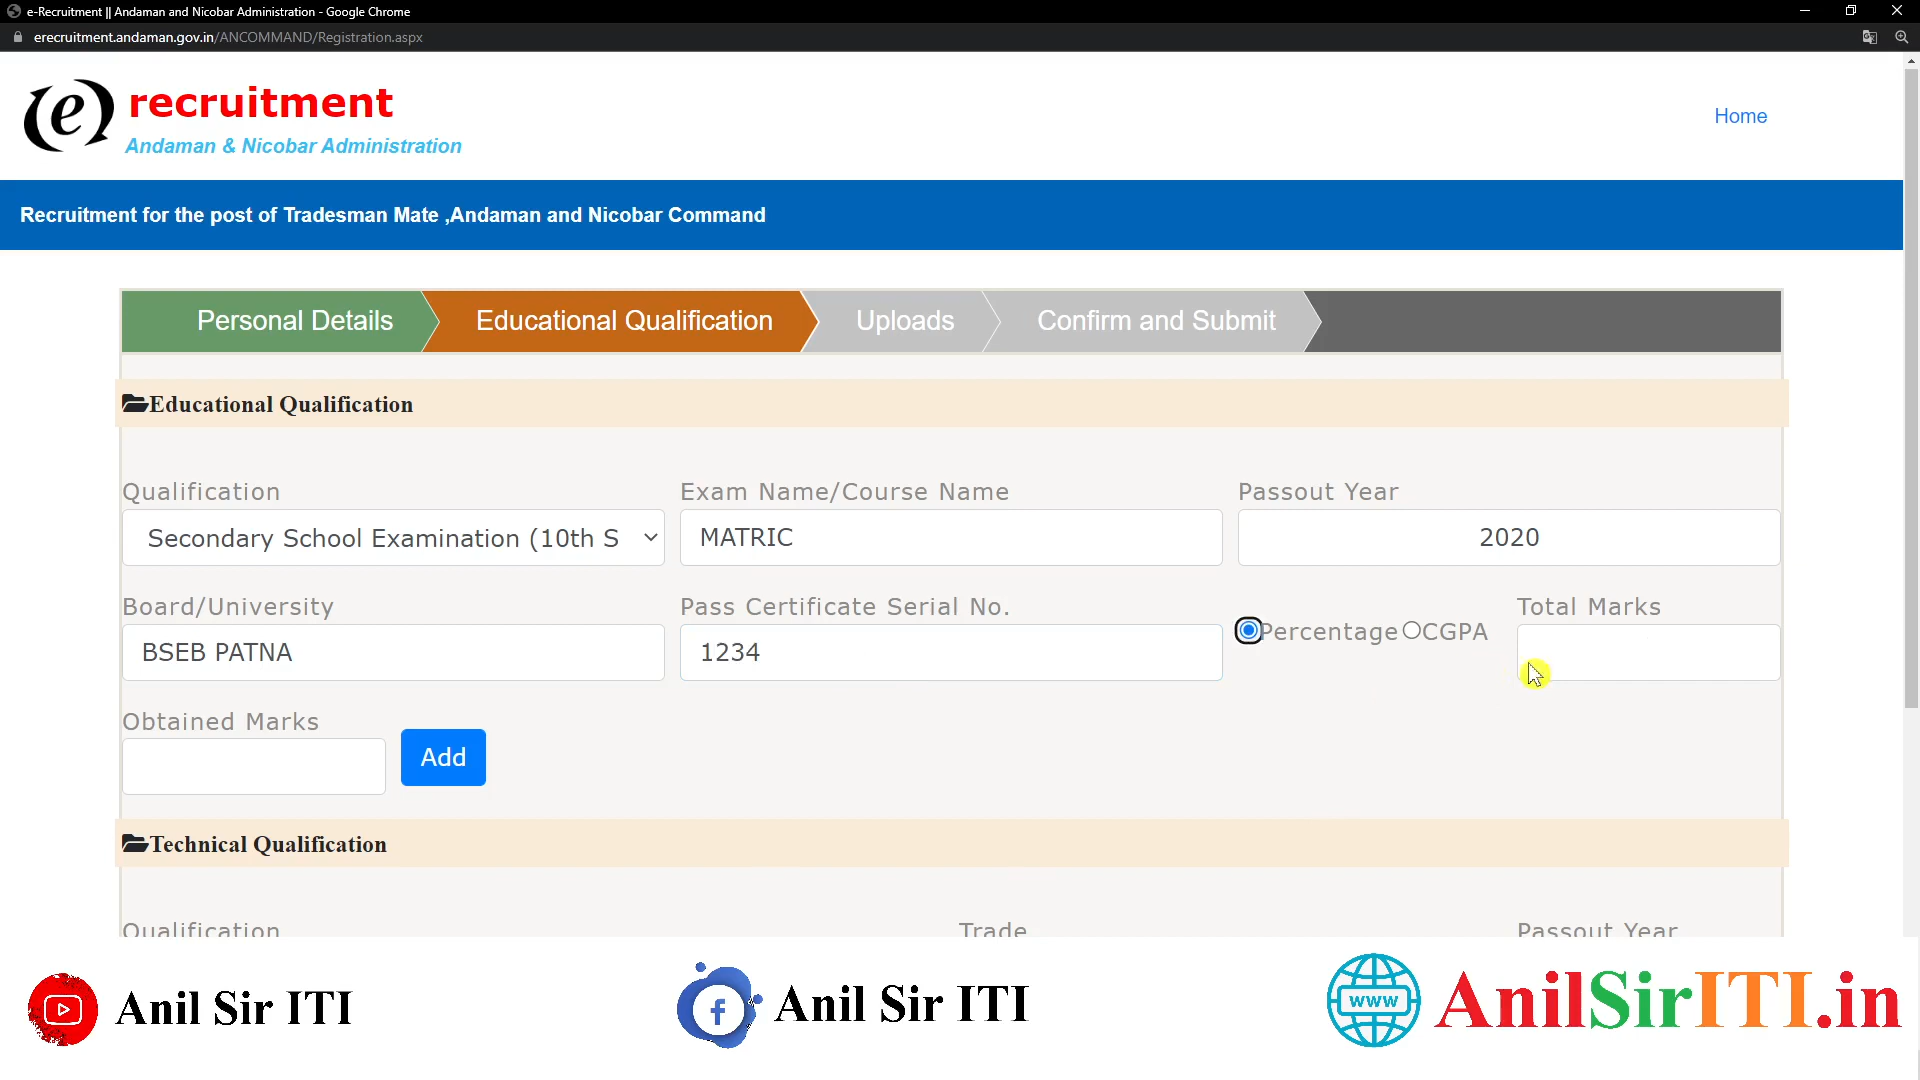 e-Recruitment || Andaman and Nicobar Administration - Google Chrome
erecruitment.andaman.gov.in/ANCOMMAND/Registration.aspx
(e) recruitment
Andaman & Nicobar Administration
Home
Recruitment for the post of Tradesman Mate ,Andaman and Nicobar Command
Personal Details Educational Qualification Uploads Confirm and Submit
Educational Qualification
Qualification Exam Name/Course Name Passout Year
Secondary School Examination (10th S MATRIC 2020
Board/University Pass Certificate Serial No. Total Marks
Percentage CGPA
BSEB PATNA 1234
Obtained Marks
Add
Technical Qualification
Qualification Trade Passout Year
Anil Sir ITI f Anil Sir ITI www AnilSirITI.in